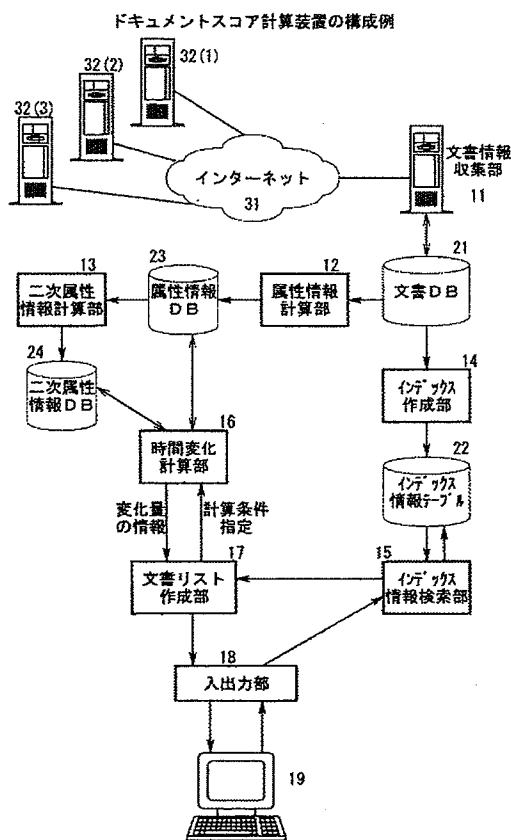 ドキュメントスコア計算装置の構成例
32(1)
32(2)
32(3)
インターネット
31
文書情報
収集部
11
13
二次属性
情報計算部
23
属性情報
DB
12
属性情報
計算部
21
文書DB
24
二次属性
情報DB
14
インデックス
作成部
16
時間変化
計算部
22
インデックス
情報テーブル
変化量
の情報
計算条件
指定
17
文書リスト
作成部
15
インデックス
情報検索部
18
入出力部
19